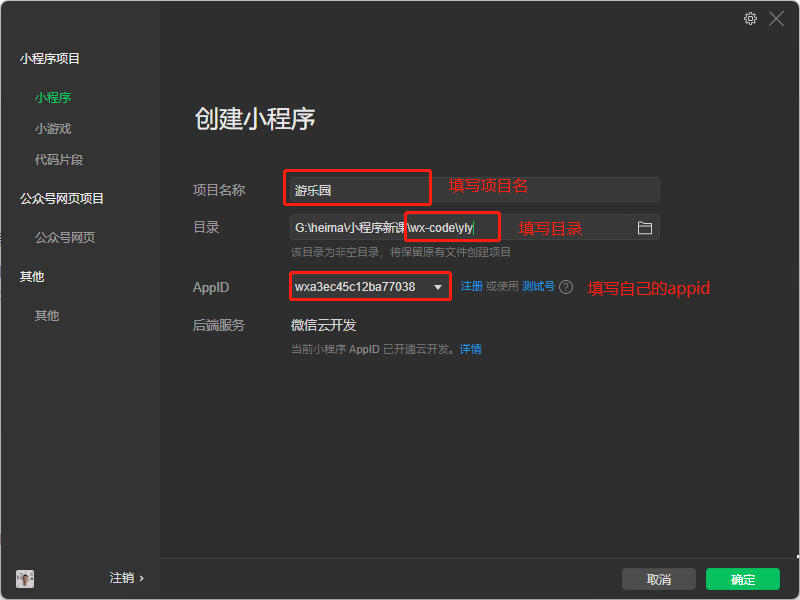 小程序项目
小程序
小游戏
代码片段
公众号网页项目
公众号网页
其他
其他
注销 ›
创建小程序
项目名称 游乐园 填写项目名
目录 G:\heima\小程序新课\wx-code\yly 填写目录
该目录为非空目录，将保留原有文件创建项目
AppID wxa3ec45c12ba77038 注册 或使用 测试号 ? 填写自己的appid
后端服务 微信云开发
当前小程序 AppID 已开通云开发。详情
取消 确定